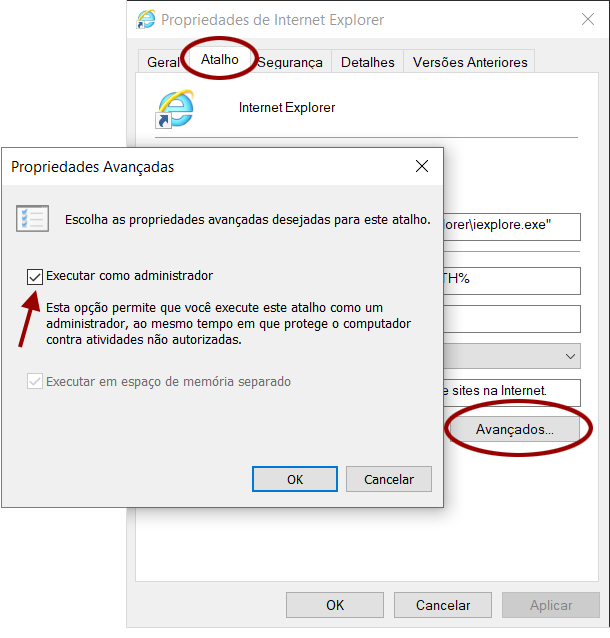 Propriedades de Internet Explorer
Geral Atalho Segurança Detalhes Versões Anteriores
Internet Explorer
Propriedades Avançadas
Escolha as propriedades avançadas desejadas para este atalho.
orer\iexplore.exe"
Executar como administrador
TH%
Esta opção permite que você execute este atalho como um
administrador, ao mesmo tempo em que protege o computador
contra atividades não autorizadas.
Executar em espaço de memória separado
e sites na Internet.
Avançados...
OK Cancelar
OK Cancelar Aplicar